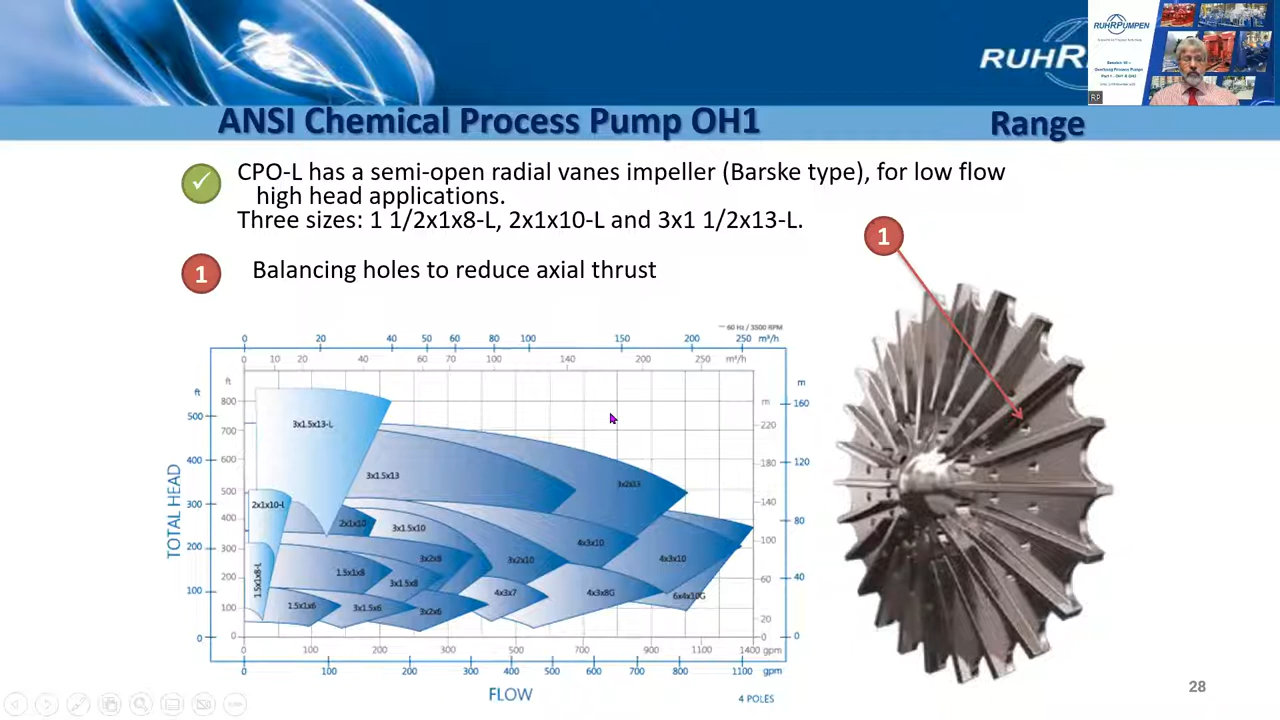 RUHRPUMPEN
RP
ANSI Chemical Process Pump OH1
Range
CPO-L has a semi-open radial vanes impeller (Barske type), for low flow
high head applications.
Three sizes: 1 1/2x1x8-L, 2x1x10-L and 3x1 1/2x13-L.
1
1 Balancing holes to reduce axial thrust
60 Hz / 3500 RPM
0 20 40 50 60 80 100 150 200 250 m³/h
0 10 20 40 60 70 100 140 200 250 m³/h
ft
ft
m
m
800
700
600
500
400
300
200
100
0
500
400
300
200
100
0
220
180
140
100
60
20
0
160
120
80
40
0
TOTAL HEAD
3x1.5x13-L
3x1.5x13
3x2x13
2x1x10-L
2x1x10
3x1.5x10
4x3x10
3x2x8
3x2x10
4x3x10
1.5x1x8-L
1.5x1x8
3x1.5x8
4x3x7
4x3x8G
6x4x10G
1.5x1x6
3x1.5x6
3x2x6
0 100 200 300 500 700 900 1100 1400 gpm
0 100 200 300 400 500 600 700 800 1100 gpm
FLOW
4 POLES
28